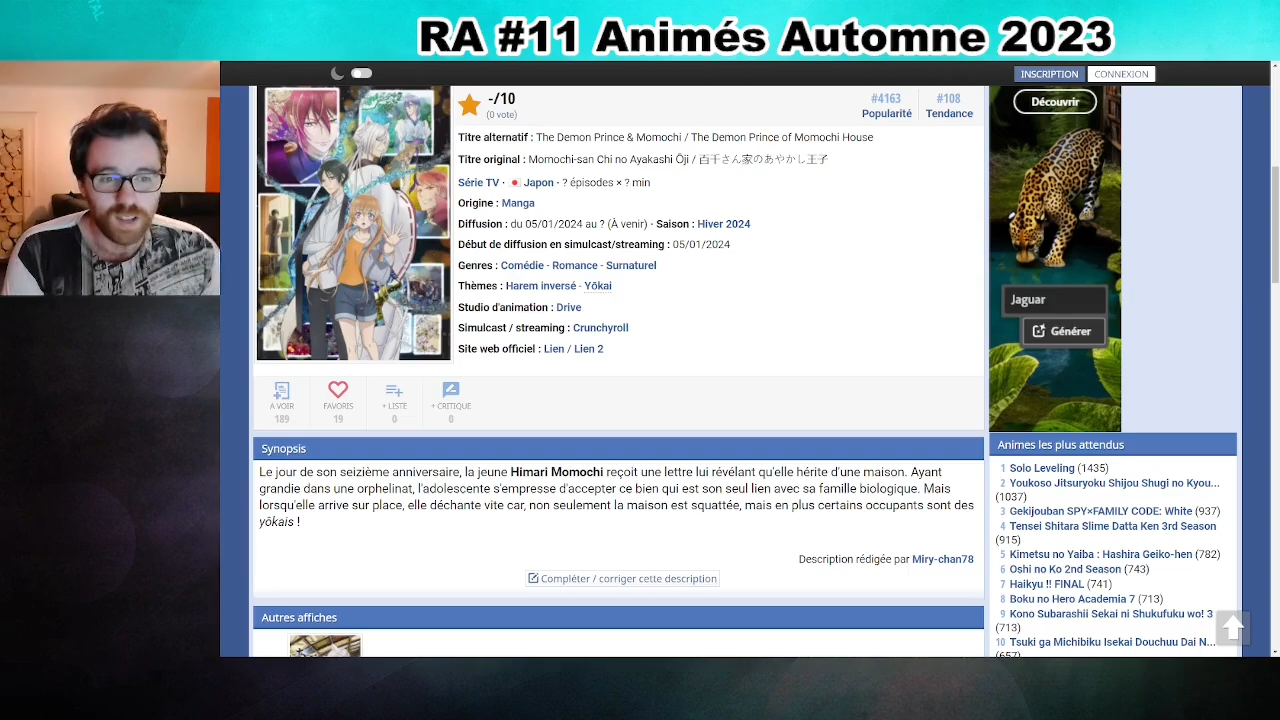 RA #11 Animés Automne 2023
INSCRIPTION CONNEXION
-/10
(0 vote)
#4163
Popularité
#108
Tendance
Titre alternatif : The Demon Prince & Momochi / The Demon Prince of Momochi House
Titre original : Momochi-san Chi no Ayakashi Ōji / 百千さん家のあやかし王子
Série TV · Japon · ? épisodes × ? min
Origine : Manga
Diffusion : du 05/01/2024 au ? (À venir) · Saison : Hiver 2024
Début de diffusion en simulcast/streaming : 05/01/2024
Genres : Comédie - Romance - Surnaturel
Thèmes : Harem inversé · Yōkai
Studio d'animation : Drive
Simulcast / streaming : Crunchyroll
Site web officiel : Lien / Lien 2
A VOIR
189
FAVORIS
19
+ LISTE
0
+ CRITIQUE
0
Synopsis
Le jour de son seizième anniversaire, la jeune Himari Momochi reçoit une lettre lui révélant qu'elle hérite d'une maison. Ayant
grandie dans une orphelinat, l'adolescente s'empresse d'accepter ce bien qui est son seul lien avec sa famille biologique. Mais
lorsqu'elle arrive sur place, elle déchante vite car, non seulement la maison est squattée, mais en plus certains occupants sont des
yōkais !
Description rédigée par Miry-chan78
Compléter / corriger cette description
Autres affiches
Découvrir
Jaguar
Générer
Animes les plus attendus
1 Solo Leveling (1435)
2 Youkoso Jitsuryoku Shijou Shugi no Kyou...
(1037)
3 Gekijouban SPY×FAMILY CODE: White (937)
4 Tensei Shitara Slime Datta Ken 3rd Season
(915)
5 Kimetsu no Yaiba : Hashira Geiko-hen (782)
6 Oshi no Ko 2nd Season (743)
7 Haikyu !! FINAL (741)
8 Boku no Hero Academia 7 (713)
9 Kono Subarashii Sekai ni Shukufuku wo! 3
(713)
10 Tsuki ga Michibiku Isekai Douchuu Dai N...
(657)